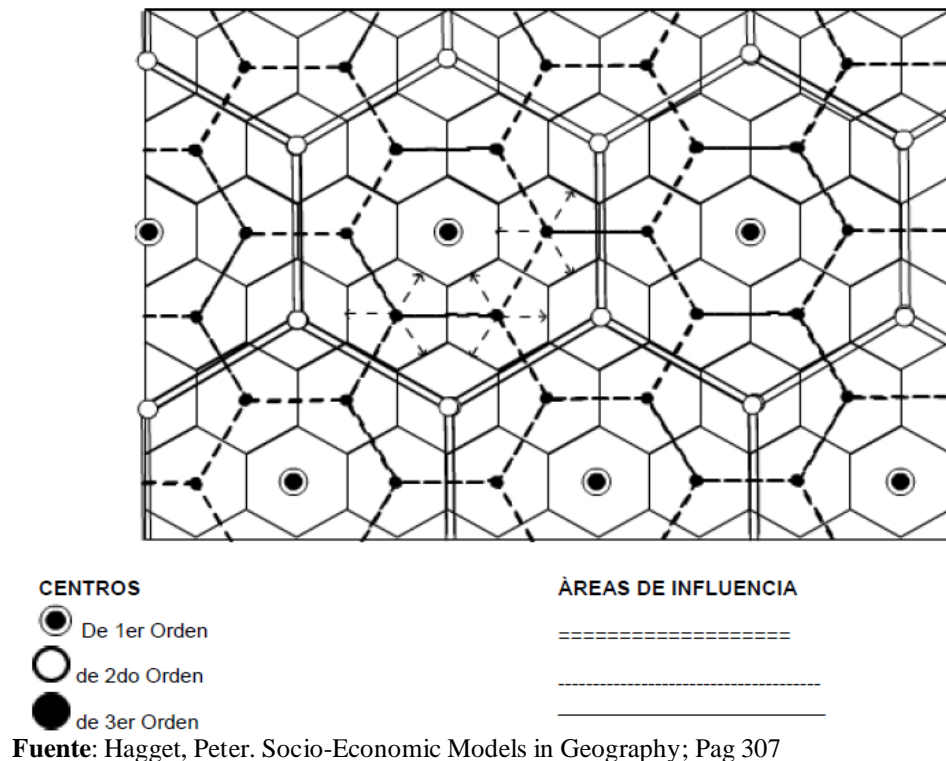 CENTROS
De 1er Orden
de 2do Orden
de 3er Orden
ÀREAS DE INFLUENCIA
Fuente: Hagget, Peter. Socio-Economic Models in Geography; Pag 307